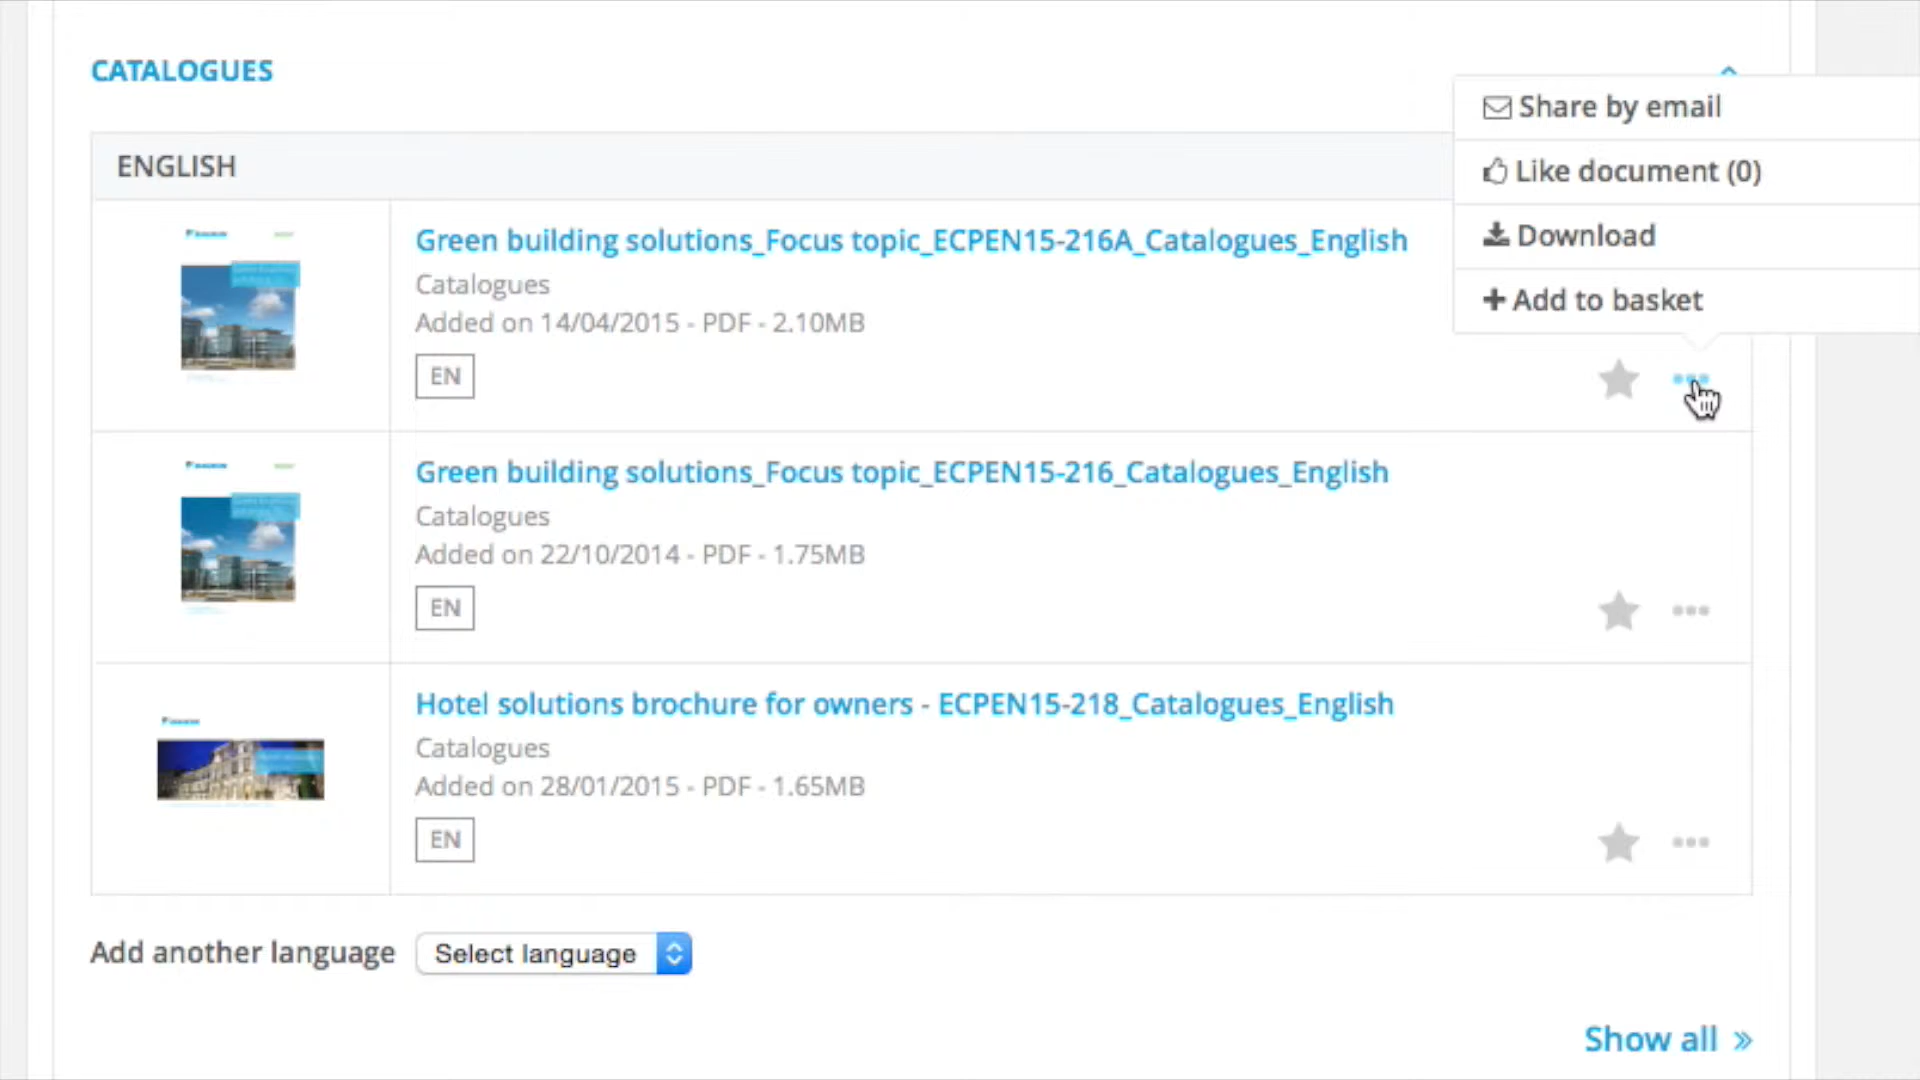 CATALOGUES
Share by email
Like document (0)
Download
Add to basket
ENGLISH
Green building solutions_Focus topic_ECPEN15-216A_Catalogues_English
Catalogues
Added on 14/04/2015 - PDF - 2.10MB
EN
Green building solutions_Focus topic_ECPEN15-216_Catalogues_English
Catalogues
Added on 22/10/2014 - PDF - 1.75MB
EN
Hotel solutions brochure for owners - ECPEN15-218_Catalogues_English
Catalogues
Added on 28/01/2015 - PDF - 1.65MB
EN
Add another language Select language
Show all »